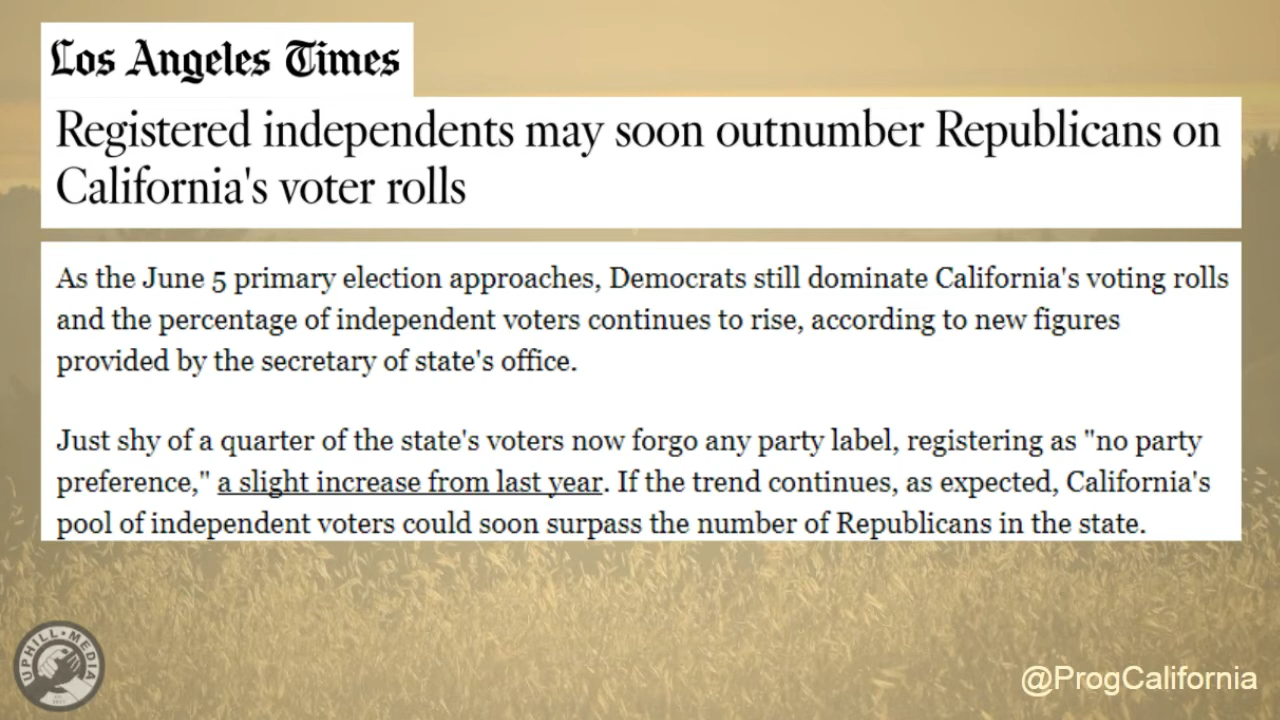 Los Angeles Times
Registered independents may soon outnumber Republicans on
California's voter rolls
As the June 5 primary election approaches, Democrats still dominate California's voting rolls
and the percentage of independent voters continues to rise, according to new figures
provided by the secretary of state's office.
Just shy of a quarter of the state's voters now forgo any party label, registering as "no party
preference," a slight increase from last year. If the trend continues, as expected, California's
pool of independent voters could soon surpass the number of Republicans in the state.
UPHILL•MEDIA
@ProgCalifornia